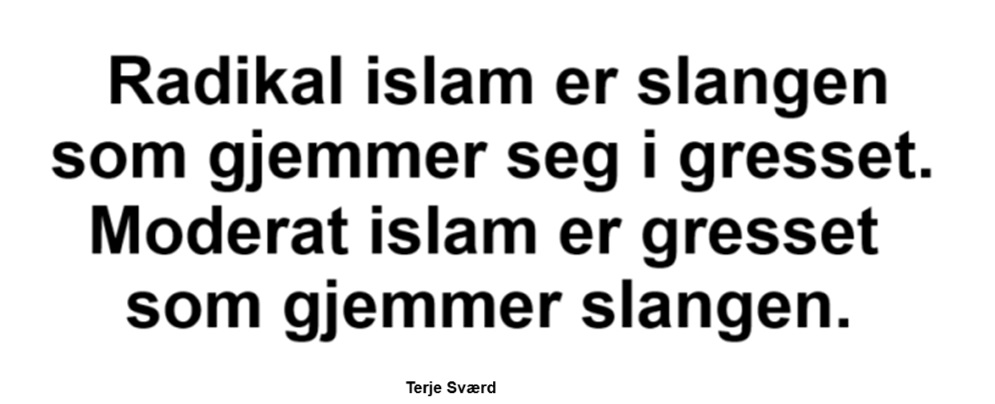 Radikal islam er slangen
som gjemmer seg i gresset.
Moderat islam er gresset
som gjemmer slangen.
Terje Sværd